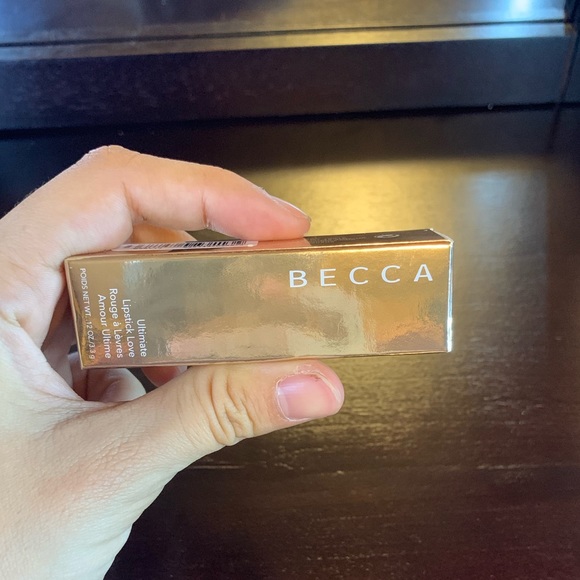 BECCA
Ultimate
Lipstick Love
Rouge à Lèvres
Amour Ultime
POIDS NET WT. .12 OZ/3.3 g